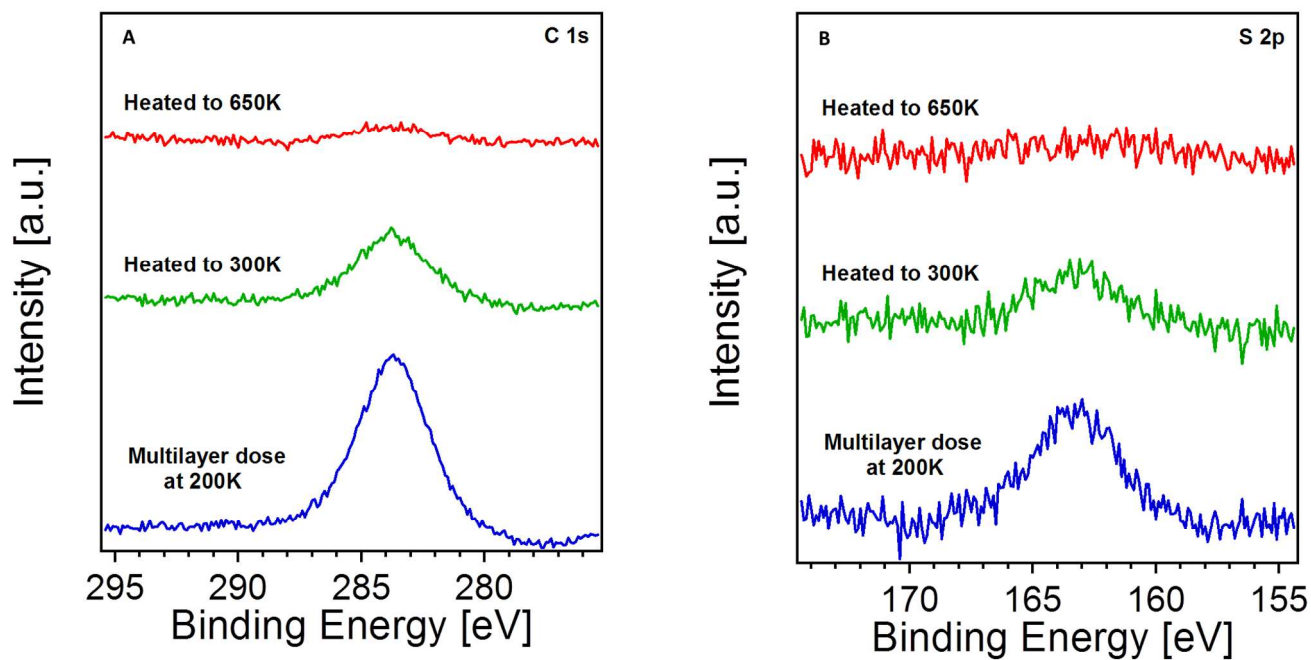 A
C 1s
Heated to 650K
Heated to 300K
Multilayer dose
at 200K
Intensity [a.u.]
295
290
285
280
Binding Energy [eV]
B
S 2p
Heated to 650K
Heated to 300K
Multilayer dose
at 200K
Intensity [a.u.]
170
165
160
155
Binding Energy [eV]